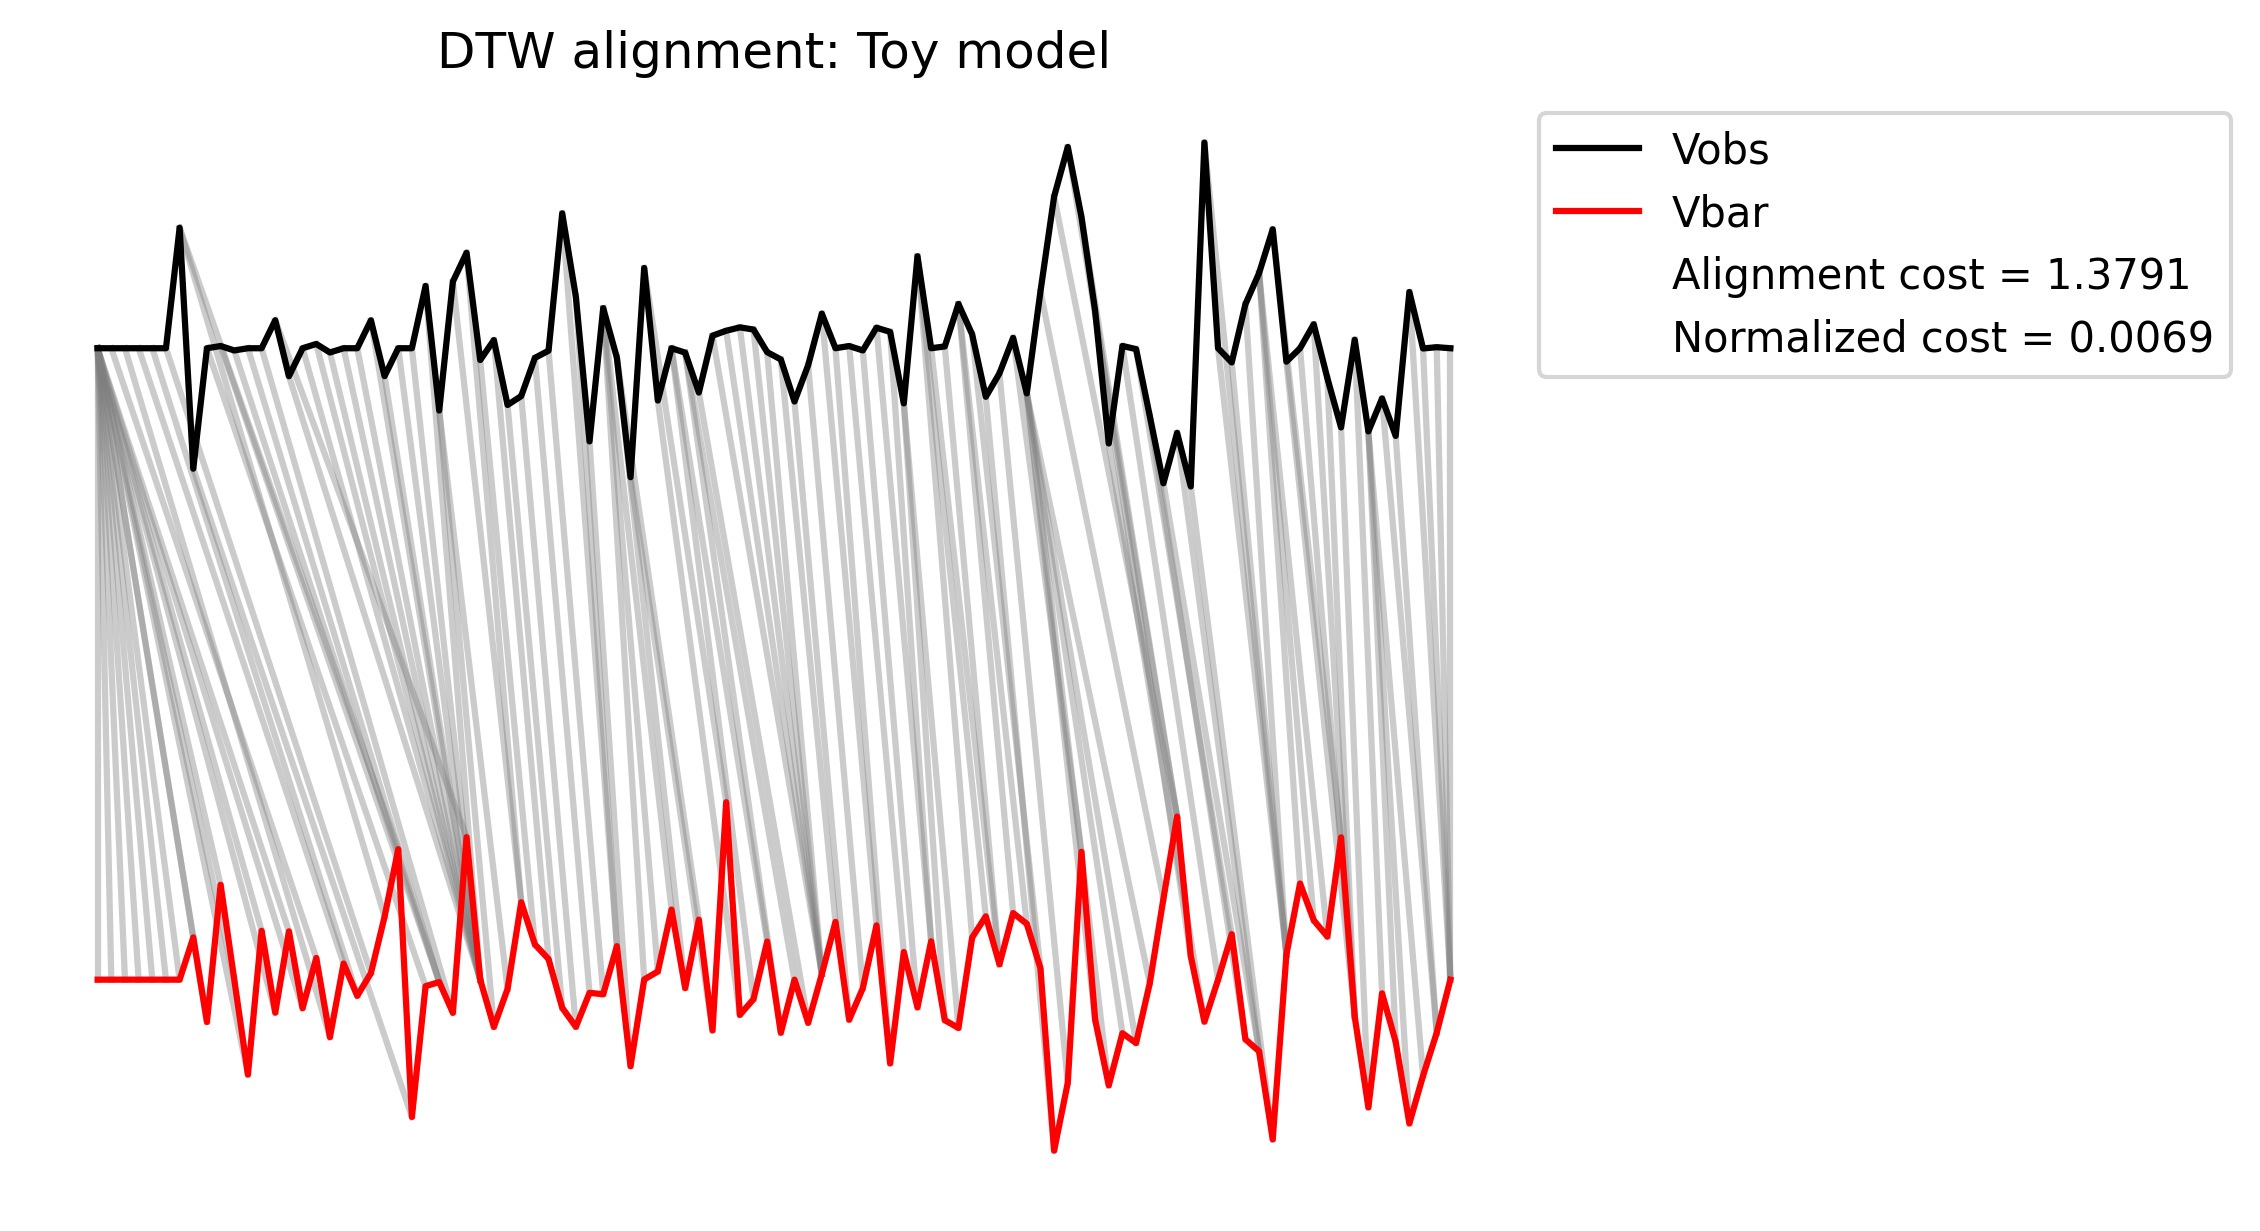 DTW alignment: Toy model
Vobs
Vbar
Alignment cost = 1.3791
Normalized cost = 0.0069